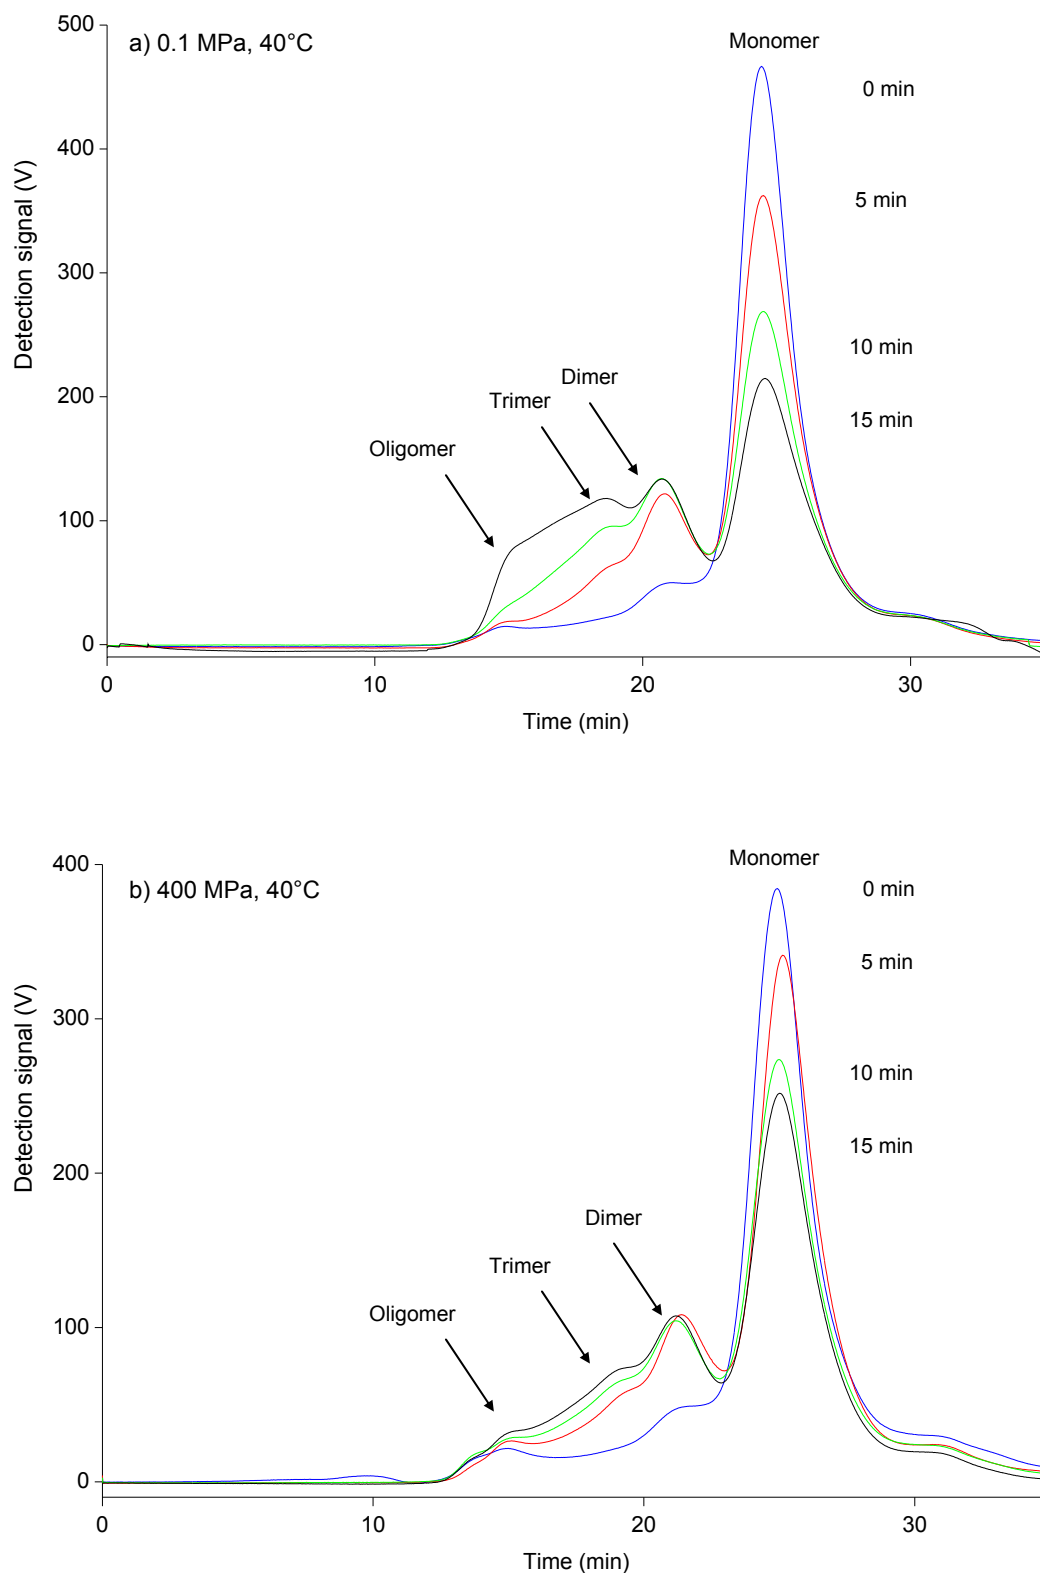 500
a) 0.1 MPa, 40°C
Monomer
0 min
400
5 min
Detection signal (V)
300
10 min
Dimer
200
Trimer
15 min
Oligomer
100
0
0 10 20 30
Time (min)
400
Monomer
b) 400 MPa, 40°C
0 min
5 min
300
Detection signal (V)
10 min
15 min
200
Dimer
Trimer
Oligomer
100
0
0 10 20 30
Time (min)